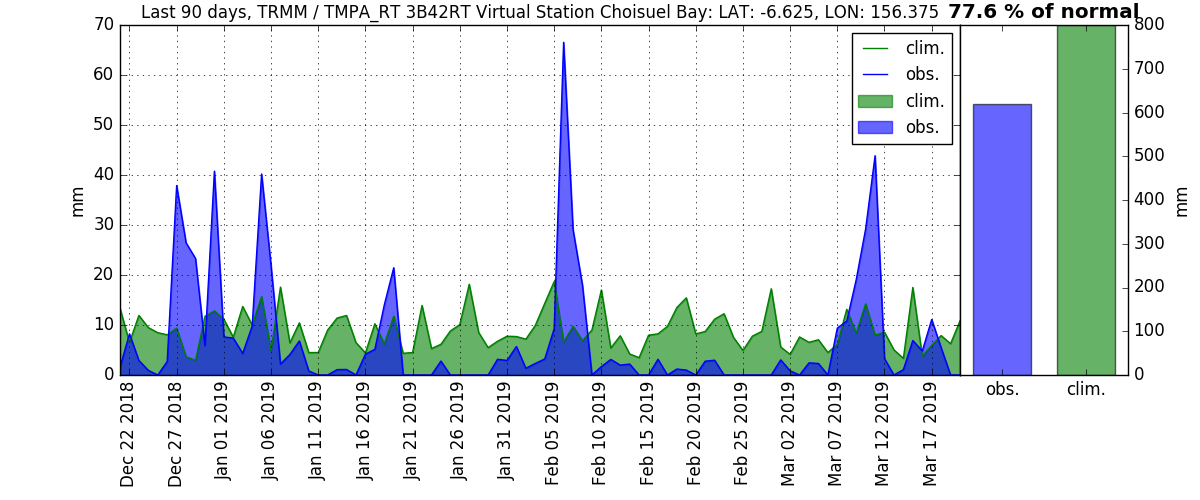 Last 90 days, TRMM / TMPA_RT 3B42RT Virtual Station Choisuel Bay: LAT: -6.625, LON: 156.375 77.6 % of normal
70
60
50
40
30
20
10
0
mm
clim.
obs.
clim.
obs.
Dec 22 2018
Dec 27 2018
Jan 01 2019
Jan 06 2019
Jan 11 2019
Jan 16 2019
Jan 21 2019
Jan 26 2019
Jan 31 2019
Feb 05 2019
Feb 10 2019
Feb 15 2019
Feb 20 2019
Feb 25 2019
Mar 02 2019
Mar 07 2019
Mar 12 2019
Mar 17 2019
800
700
600
500
400
300
200
100
0
mm
obs.
clim.